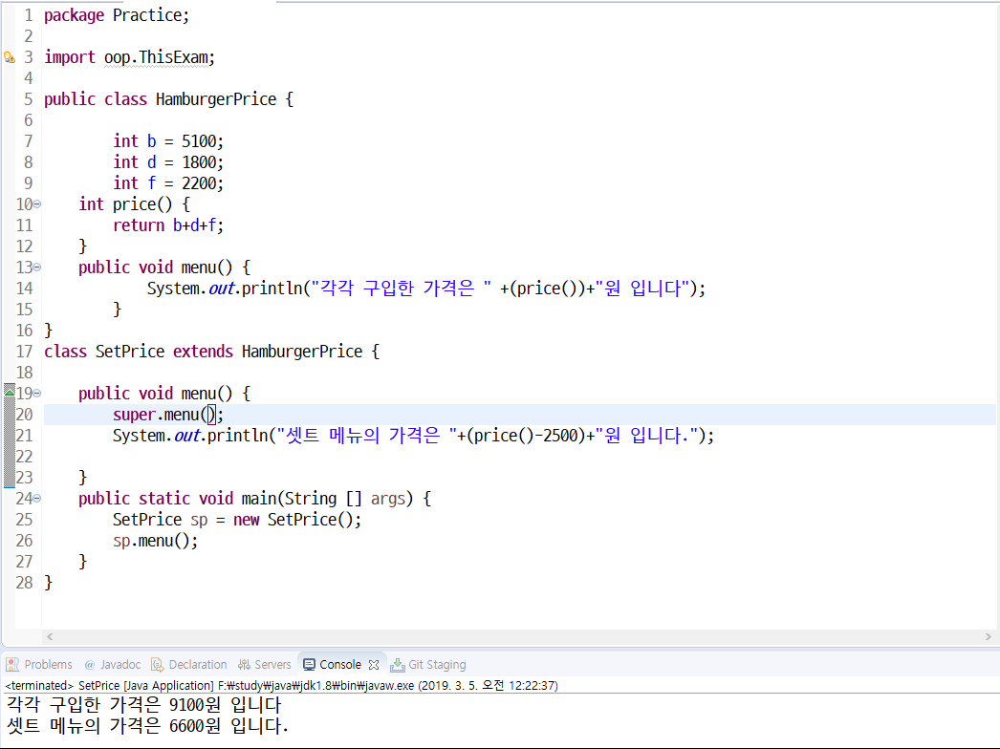 1 package Practice;
2
3 import oop.ThisExam;
4
5 public class HamburgerPrice {
6
7 int b = 5100;
8 int d = 1800;
9 int f = 2200;
10 int price() {
11 return b+d+f;
12 }
13 public void menu() {
14 System.out.println("각각 구입한 가격은 " +(price())+"원 입니다");
15 }
16 }
17 class SetPrice extends HamburgerPrice {
18
19 public void menu() {
20 super.menu();
21 System.out.println("셋트 메뉴의 가격은 "+(price()-2500)+"원 입니다.");
22
23 }
24 public static void main(String [] args) {
25 SetPrice sp = new SetPrice();
26 sp.menu();
27 }
28 }
Problems @ Javadoc Declaration Servers Console Git Staging
<terminated> SetPrice [Java Application] F:₩study₩java₩jdk1.8₩bin₩javaw.exe (2019. 3. 5. 오전 12:22:37)
각각 구입한 가격은 9100원 입니다
셋트 메뉴의 가격은 6600원 입니다.